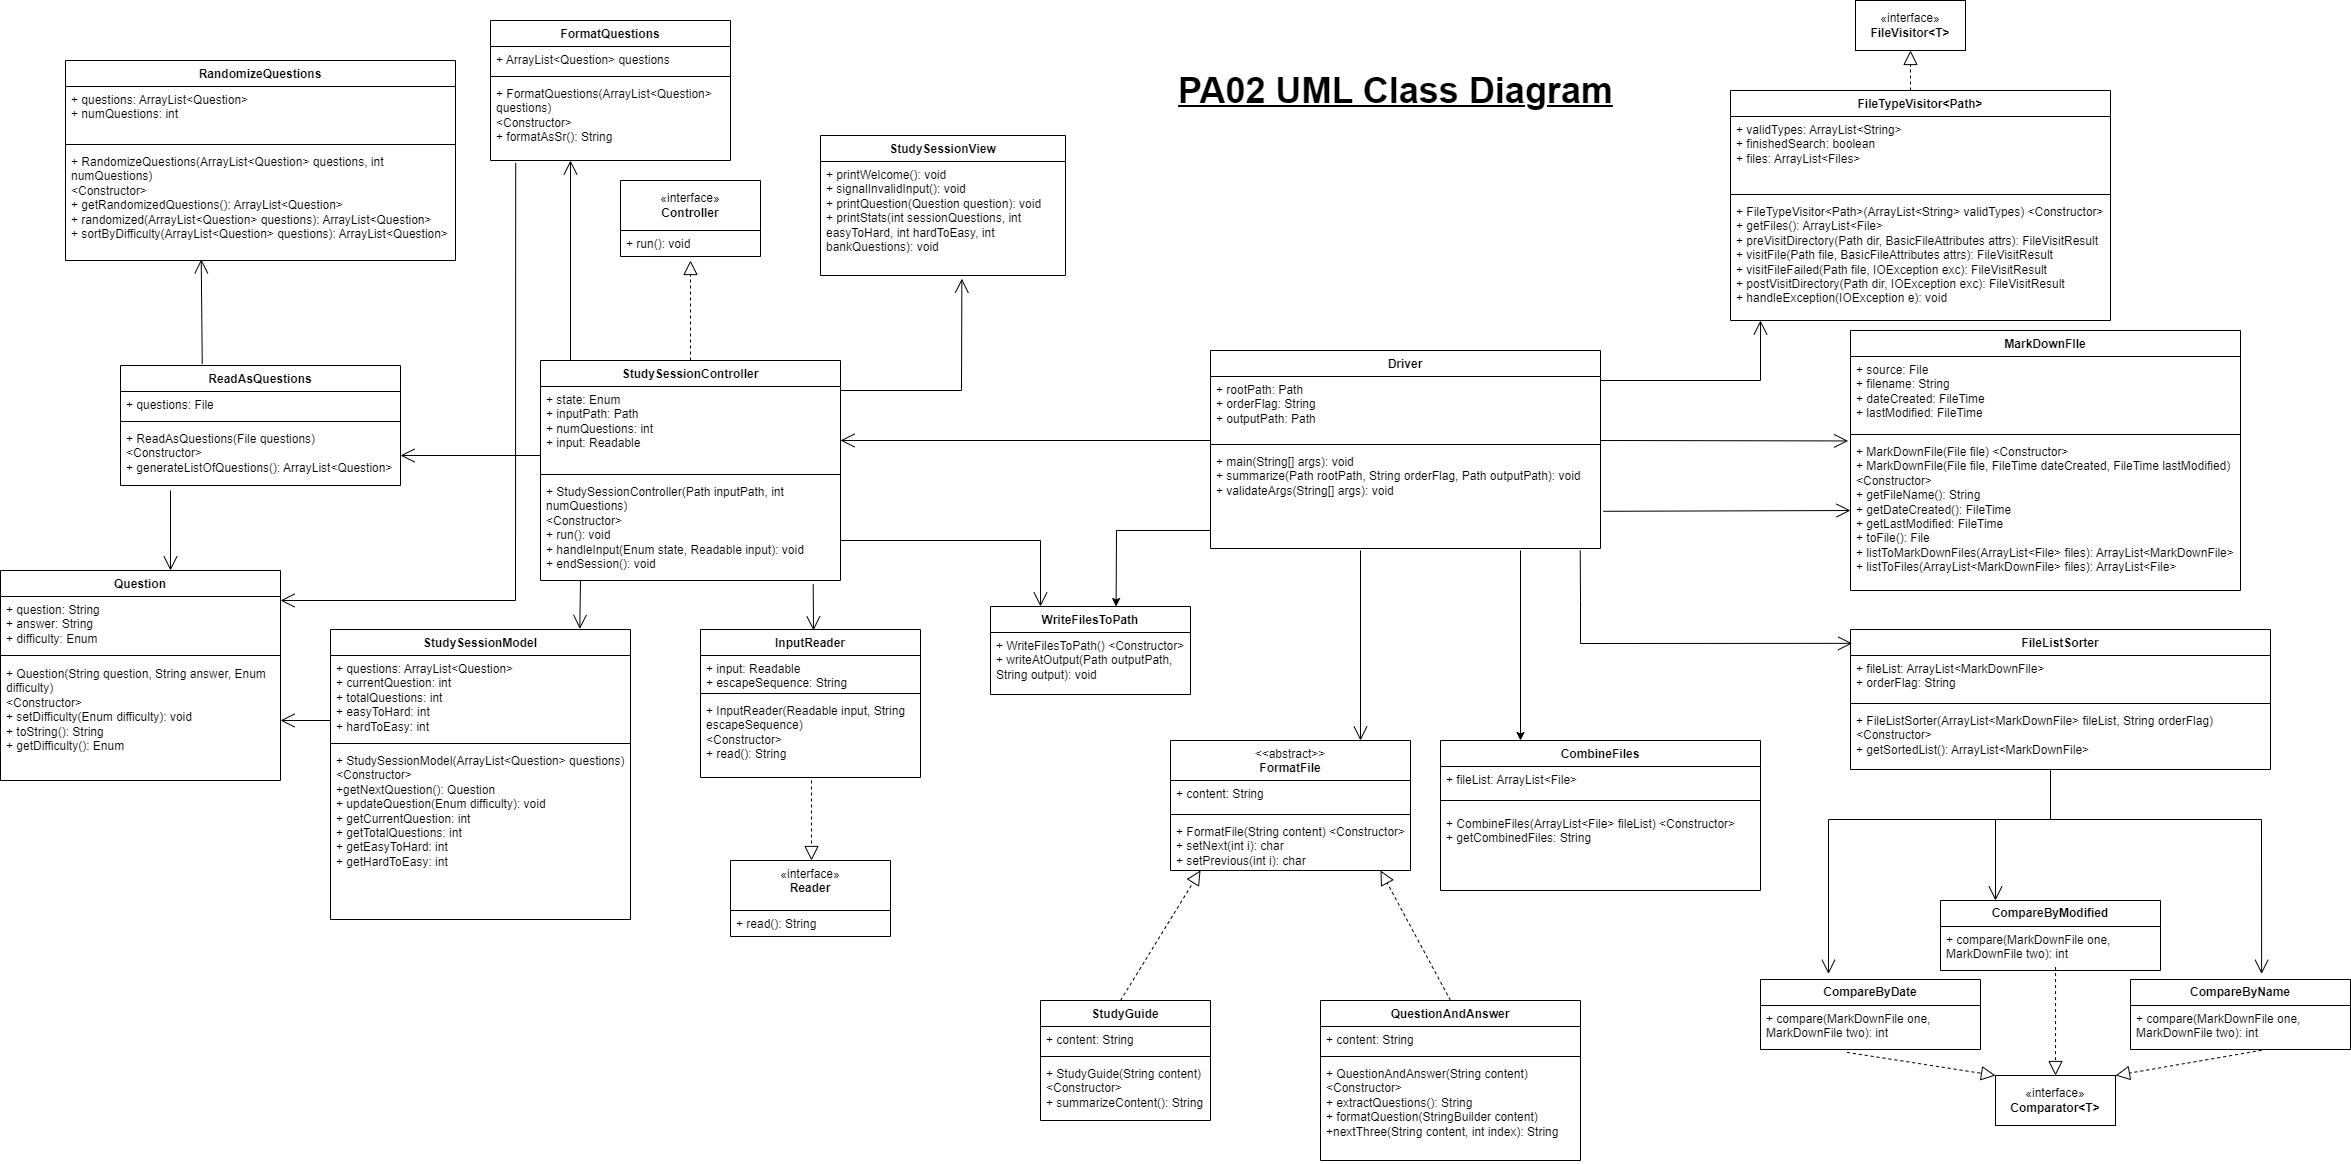 PA02 UML Class Diagram
RandomizeQuestions
+ questions: ArrayList<Question>
+ numQuestions: int
+ RandomizeQuestions(ArrayList<Question> questions, int
numQuestions)
<Constructor>
+ getRandomizedQuestions(): ArrayList<Question>
+ randomized(ArrayList<Question> questions): ArrayList<Question>
+ sortByDifficulty(ArrayList<Question> questions): ArrayList<Question>
FormatQuestions
+ ArrayList<Question> questions
+ FormatQuestions(ArrayList<Question>
questions)
<Constructor>
+ formatAsSr(): String
«interface»
Controller
+ run(): void
StudySessionView
+ printWelcome(): void
+ signalInvalidInput(): void
+ printQuestion(Question question): void
+ printStats(int sessionQuestions, int
easyToHard, int hardToEasy, int
bankQuestions): void
«interface»
FileVisitor<T>
FileTypeVisitor<Path>
+ validTypes: ArrayList<String>
+ finishedSearch: boolean
+ files: ArrayList<Files>
+ FileTypeVisitor<Path>(ArrayList<String> validTypes) <Constructor>
+ getFiles(): ArrayList<File>
+ preVisitDirectory(Path dir, BasicFileAttributes attrs): FileVisitResult
+ visitFile(Path file, BasicFileAttributes attrs): FileVisitResult
+ visitFileFailed(Path file, IOException exc): FileVisitResult
+ postVisitDirectory(Path dir, IOException exc): FileVisitResult
+ handleException(IOException e): void
ReadAsQuestions
+ questions: File
+ ReadAsQuestions(File questions)
<Constructor>
+ generateListOfQuestions(): ArrayList<Question>
StudySessionController
+ state: Enum
+ inputPath: Path
+ numQuestions: int
+ input: Readable
+ StudySessionController(Path inputPath, int
numQuestions)
<Constructor>
+ run(): void
+ handleInput(Enum state, Readable input): void
+ endSession(): void
Driver
+ rootPath: Path
+ orderFlag: String
+ outputPath: Path
+ main(String[] args): void
+ summarize(Path rootPath, String orderFlag, Path outputPath): void
+ validateArgs(String[] args): void
MarkDownFIle
+ source: File
+ filename: String
+ dateCreated: FileTime
+ lastModified: FileTime
+ MarkDownFile(File file) <Constructor>
+ MarkDownFile(File file, FileTime dateCreated, FileTime lastModified)
<Constructor>
+ getFileName(): String
+ getDateCreated(): FileTime
+ getLastModified: FileTime
+ toFile(): File
+ listToMarkDownFiles(ArrayList<File> files): ArrayList<MarkDownFile>
+ listToFiles(ArrayList<MarkDownFile> files): ArrayList<File>
Question
+ question: String
+ answer: String
+ difficulty: Enum
+ Question(String question, String answer, Enum
difficulty)
<Constructor>
+ setDifficulty(Enum difficulty): void
+ toString(): String
+ getDifficulty(): Enum
StudySessionModel
+ questions: ArrayList<Question>
+ currentQuestion: int
+ totalQuestions: int
+ easyToHard: int
+ hardToEasy: int
+ StudySessionModel(ArrayList<Question> questions)
<Constructor>
+getNextQuestion(): Question
+ updateQuestion(Enum difficulty): void
+ getCurrentQuestion: int
+ getTotalQuestions: int
+ getEasyToHard: int
+ getHardToEasy: int
InputReader
+ input: Readable
+ escapeSequence: String
+ InputReader(Readable input, String
escapeSequence)
<Constructor>
+ read(): String
«interface»
Reader
+ read(): String
WriteFilesToPath
+ WriteFilesToPath() <Constructor>
+ writeAtOutput(Path outputPath,
String output): void
<<abstract>>
FormatFile
+ content: String
+ FormatFile(String content) <Constructor>
+ setNext(int i): char
+ setPrevious(int i): char
CombineFiles
+ fileList: ArrayList<File>
+ CombineFiles(ArrayList<File> fileList) <Constructor>
+ getCombinedFiles: String
FileListSorter
+ fileList: ArrayList<MarkDownFile>
+ orderFlag: String
+ FileListSorter(ArrayList<MarkDownFile> fileList, String orderFlag)
<Constructor>
+ getSortedList(): ArrayList<MarkDownFile>
StudyGuide
+ content: String
+ StudyGuide(String content)
<Constructor>
+ summarizeContent(): String
QuestionAndAnswer
+ content: String
+ QuestionAndAnswer(String content)
<Constructor>
+ extractQuestions(): String
+ formatQuestion(StringBuilder content)
+nextThree(String content, int index): String
CompareByModified
+ compare(MarkDownFile one,
MarkDownFile two): int
CompareByDate
+ compare(MarkDownFile one,
MarkDownFile two): int
CompareByName
+ compare(MarkDownFile one,
MarkDownFile two): int
«interface»
Comparator<T>